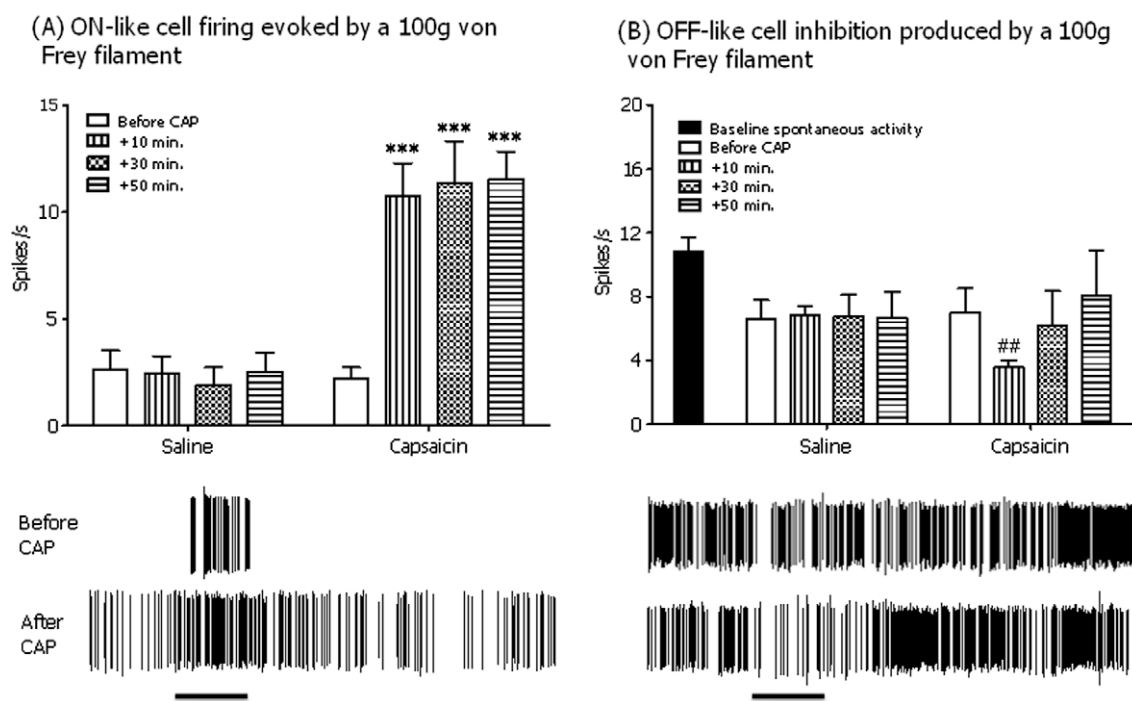 (A) ON-like cell firing evoked by a 100g von
Frey filament
15
10
5
0
Spikes/s
Before CAP
+10 min.
+30 min.
+50 min.
***
***
***
Saline
Capsaicin
Before
CAP
After
CAP
(B) OFF-like cell inhibition produced by a 100g
von Frey filament
20
16
12
8
4
0
Spikes/s
Baseline spontaneous activity
Before CAP
+10 min.
+30 min.
+50 min.
##
Saline
Capsaicin